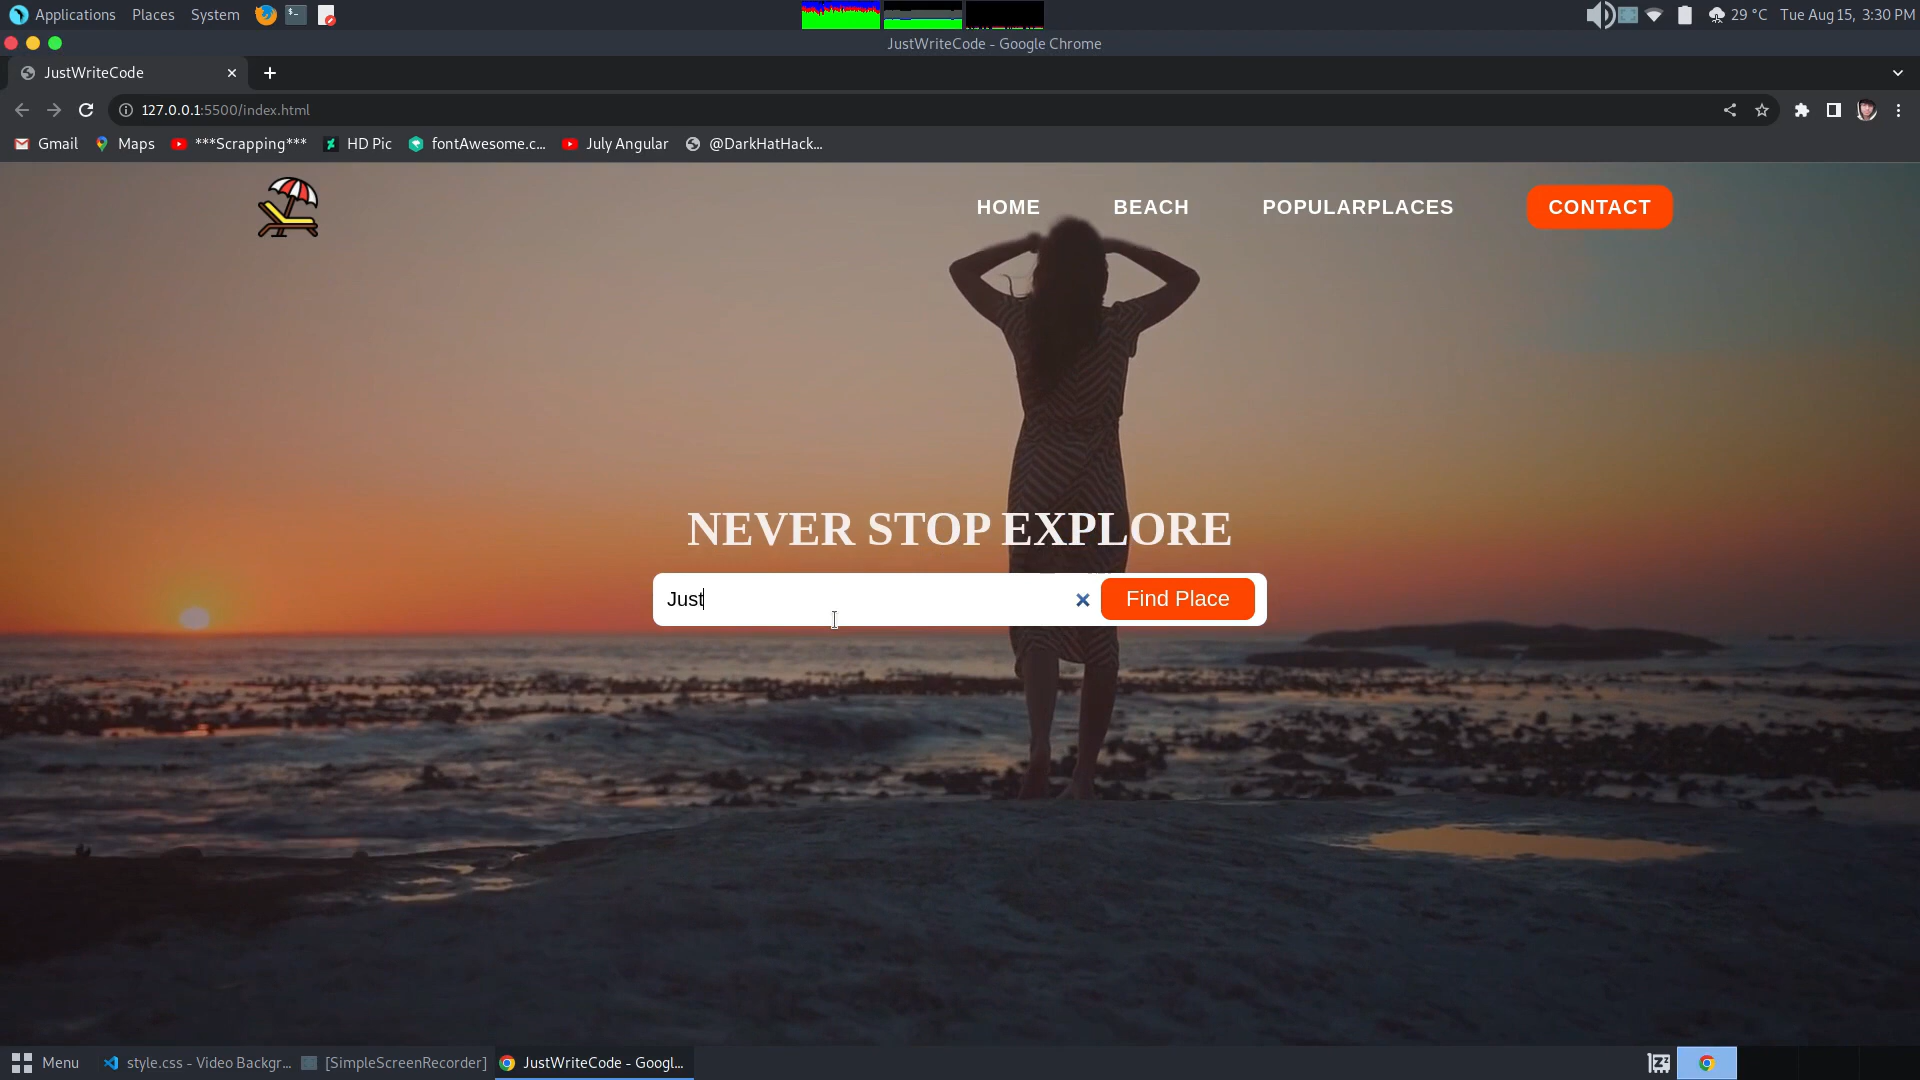 Applications Places System
29 °C Tue Aug 15, 3:30 PM
JustWriteCode - Google Chrome
JustWriteCode
127.0.0.1:5500/index.html
Gmail Maps ***Scrapping*** HD Pic fontAwesome.c... July Angular @DarkHatHack...
HOME BEACH POPULARPLACES CONTACT
NEVER STOP EXPLORE
Just Find Place
Menu style.css - Video Backgr... [SimpleScreenRecorder] JustWriteCode - Googl...